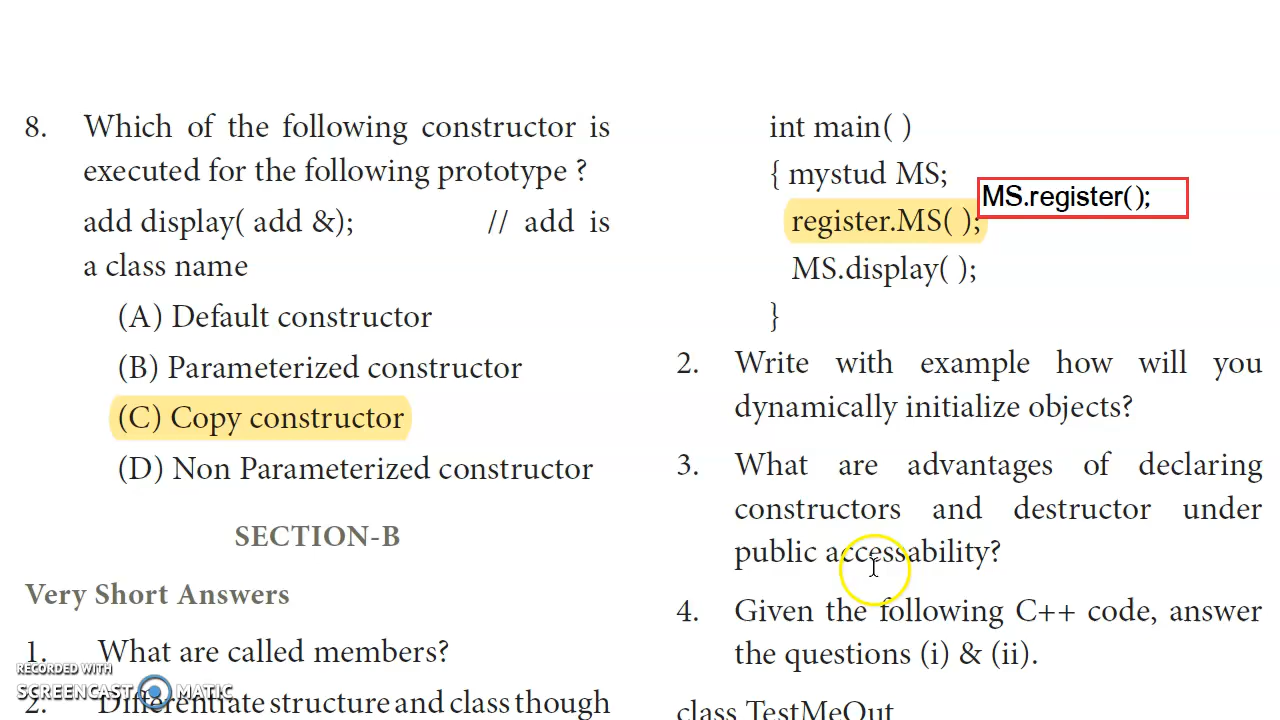 8. Which of the following constructor is
executed for the following prototype ?
add display( add &); // add is
a class name
(A) Default constructor
(B) Parameterized constructor
(C) Copy constructor
(D) Non Parameterized constructor
SECTION-B
Very Short Answers
1. What are called members?
2. Differentiate structure and class though
int main( )
{ mystud MS;
MS.register( );
register.MS( );
MS.display( );
}
2. Write with example how will you
dynamically initialize objects?
3. What are advantages of declaring
constructors and destructor under
public accessability?
4. Given the following C++ code, answer
the questions (i) & (ii).
class TestMeOut
RECORDED WITH
SCREENCAST MATIC